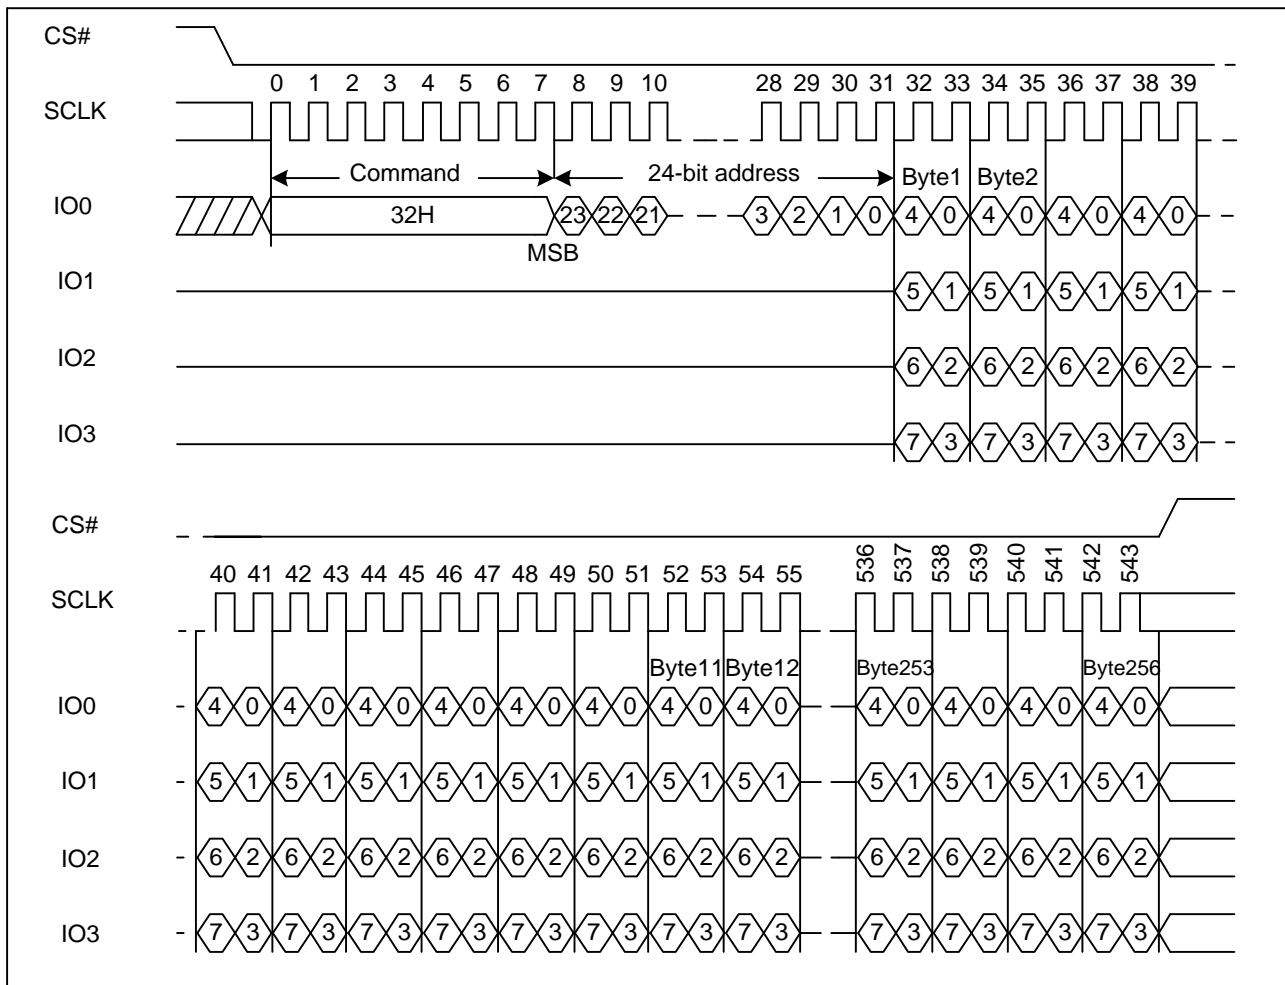 CS#
0 1 2 3 4 5 6 7 8 9 10 28 29 30 31 32 33 34 35 36 37 38 39
SCLK
Command 24-bit address Byte1 Byte2
IO0 32H 23 22 21 3 2 1 0 4 0 4 0 4 0 4 0
MSB
IO1 5 1 5 1 5 1 5 1
IO2 6 2 6 2 6 2 6 2
IO3 7 3 7 3 7 3 7 3
CS#
40 41 42 43 44 45 46 47 48 49 50 51 52 53 54 55 536 537 538 539 540 541 542 543
SCLK
Byte11 Byte12 Byte253 Byte256
IO0 4 0 4 0 4 0 4 0 4 0 4 0 4 0 4 0 4 0 4 0 4 0 4 0
IO1 5 1 5 1 5 1 5 1 5 1 5 1 5 1 5 1 5 1 5 1 5 1 5 1
IO2 6 2 6 2 6 2 6 2 6 2 6 2 6 2 6 2 6 2 6 2 6 2 6 2
IO3 7 3 7 3 7 3 7 3 7 3 7 3 7 3 7 3 7 3 7 3 7 3 7 3